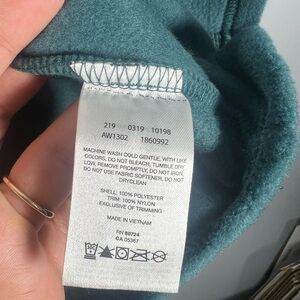 219 0319 10198
AW1302 1860992
MACHINE WASH COLD GENTLE, WITH LIKE
COLORS, DO NOT BLEACH, TUMBLE DRY
LOW, REMOVE PROMPTLY, DO NOT IRON,
DO NOT USE FABRIC SOFTENER, DO NOT
DRYCLEAN
SHELL: 100% POLYESTER
TRIM: 100% NYLON
EXCLUSIVE OF TRIMMING
MADE IN VIETNAM
RN 88724
CA 05367